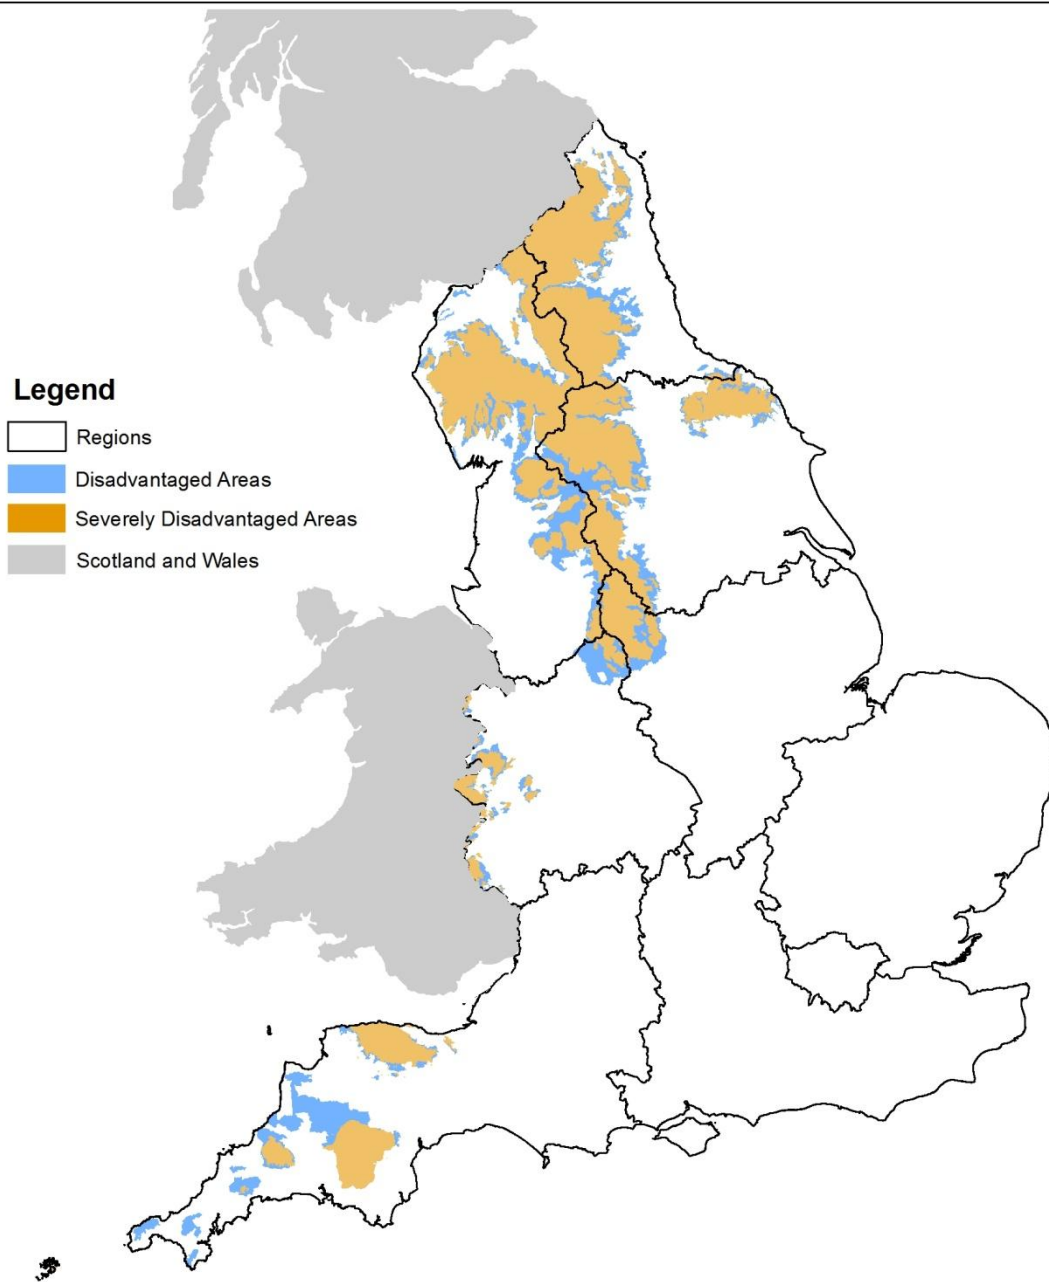 Legend
Regions
Disadvantaged Areas
Severely Disadvantaged Areas
Scotland and Wales